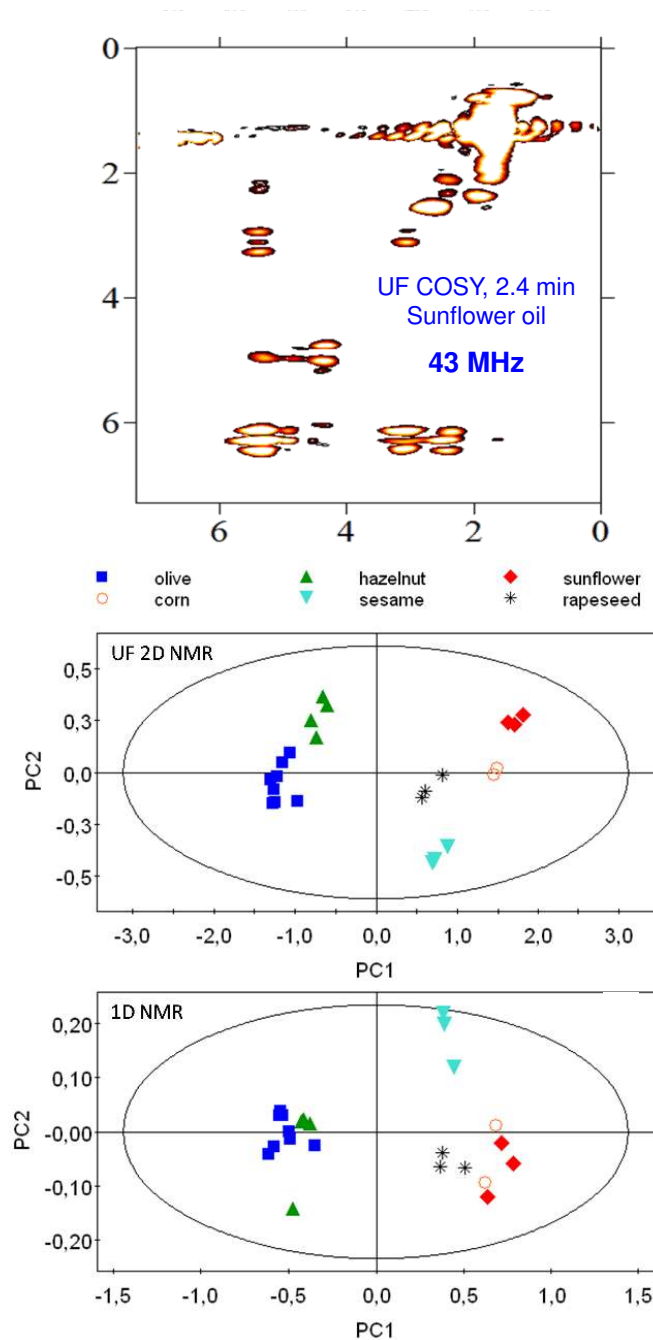 0
2
4
6
UF COSY, 2.4 min
Sunflower oil
43 MHz
6 4 2 0
olive hazelnut sunflower
corn sesame rapeseed
UF 2D NMR
PC2
0,5
0,3
0,0
-0,3
-0,5
-3,0 -2,0 -1,0 0,0 1,0 2,0 3,0
PC1
1D NMR
PC2
0,20
0,10
-0,00
-0,10
-0,20
-1,5 -1,0 -0,5 0,0 0,5 1,0 1,5
PC1